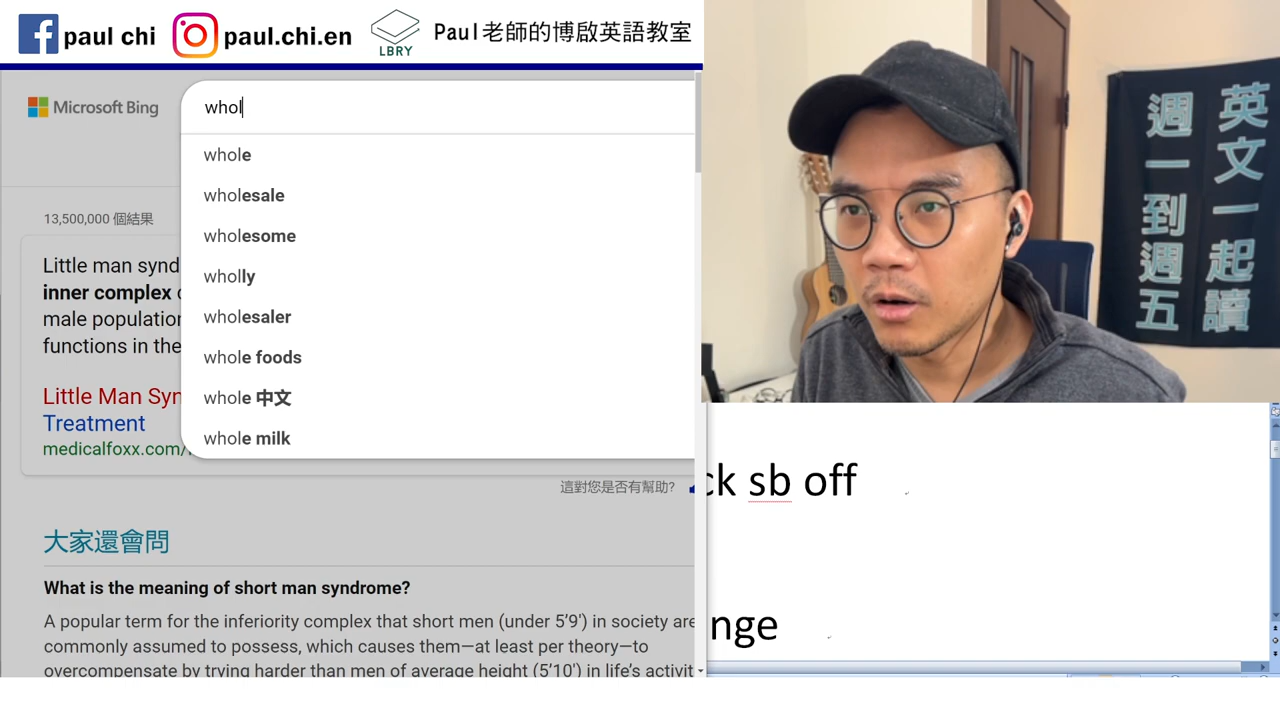 paul chi
paul.chi.en
LBRY
Paul老師的博啟英語教室
Microsoft Bing
whol
whole
wholesale
wholesome
wholly
wholesaler
whole foods
whole 中文
whole milk
13,500,000 個結果
Little man synd
inner complex
male population
functions in the
Little Man Syn
Treatment
medicalfoxx.com/
這對您是否有幫助?
大家還會問
What is the meaning of short man syndrome?
A popular term for the inferiority complex that short men (under 5’9') in society are
commonly assumed to possess, which causes them—at least per theory—to
overcompensate by trying harder than men of average height (5’10') in life’s activit
英文一起讀
週一到週五
ck sb off
nge